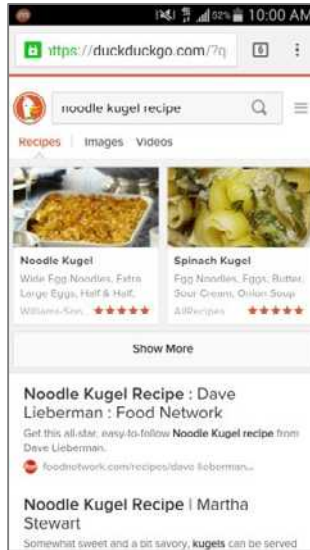 52% 10:00 AM
https://duckduckgo.com/?q
6
noodle kugel recipe
Recipes Images Videos
Noodle Kugel
Wide Egg Noodles, Extra
Large Eggs, Half & Half,
Williams-Son...
Spinach Kugel
Egg Noodles, Eggs, Butter,
Sour Cream, Onion Soup
AllRecipes
Show More
Noodle Kugel Recipe : Dave
Lieberman : Food Network
Get this all-star, easy-to-follow Noodle Kugel recipe from
Dave Lieberman.
foodnetwork.com/recipes/dave-lieberman...
Noodle Kugel Recipe | Martha
Stewart
Somewhat sweet and a bit savory, kugels can be served